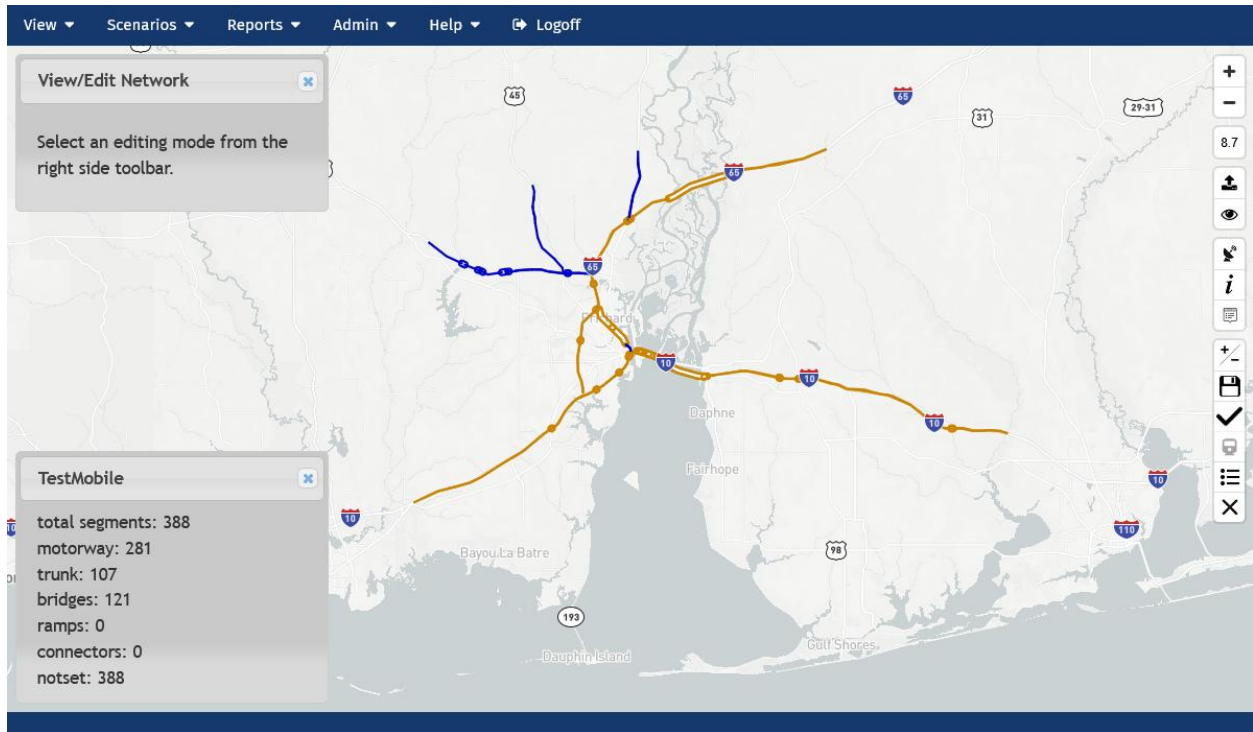 View
Scenarios
Reports
Admin
Help
Logoff
View/Edit Network
Select an editing mode from the
right side toolbar.
45
65
31
29-31
8.7
65
65
10
10
10
Daphne
Fairhope
TestMobile
total segments: 388
motorway: 281
trunk: 107
bridges: 121
ramps: 0
connectors: 0
notset: 388
10
10
110
98
Bayou La Batre
193
Dauphin Island
Gulf Shores